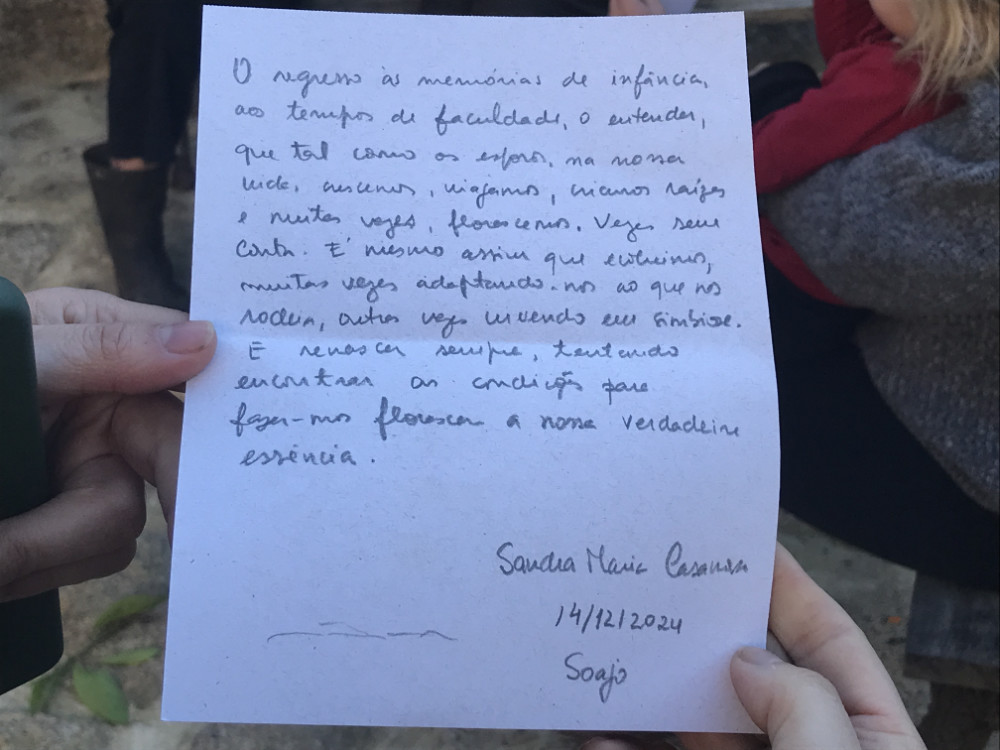 O regresso às memórias de infância,
aos tempos de faculdade, o entender,
que tal como os esporos, na nossa
vida, crescemos, viajamos, criamos raízes
e muitas vezes, florescemos. Vezes sem
conta. E mesmo assim que evoluimos,
muitas vezes adaptando-nos ao que nos
rodeia, outras vezes vivendo em simbiose.
E renascer sempre, tentando
encontrar as condições para
fazer-mos florescer a nossa verdadeira
essência.
Sandra Maria Casanova
14/12/2024
Soajo